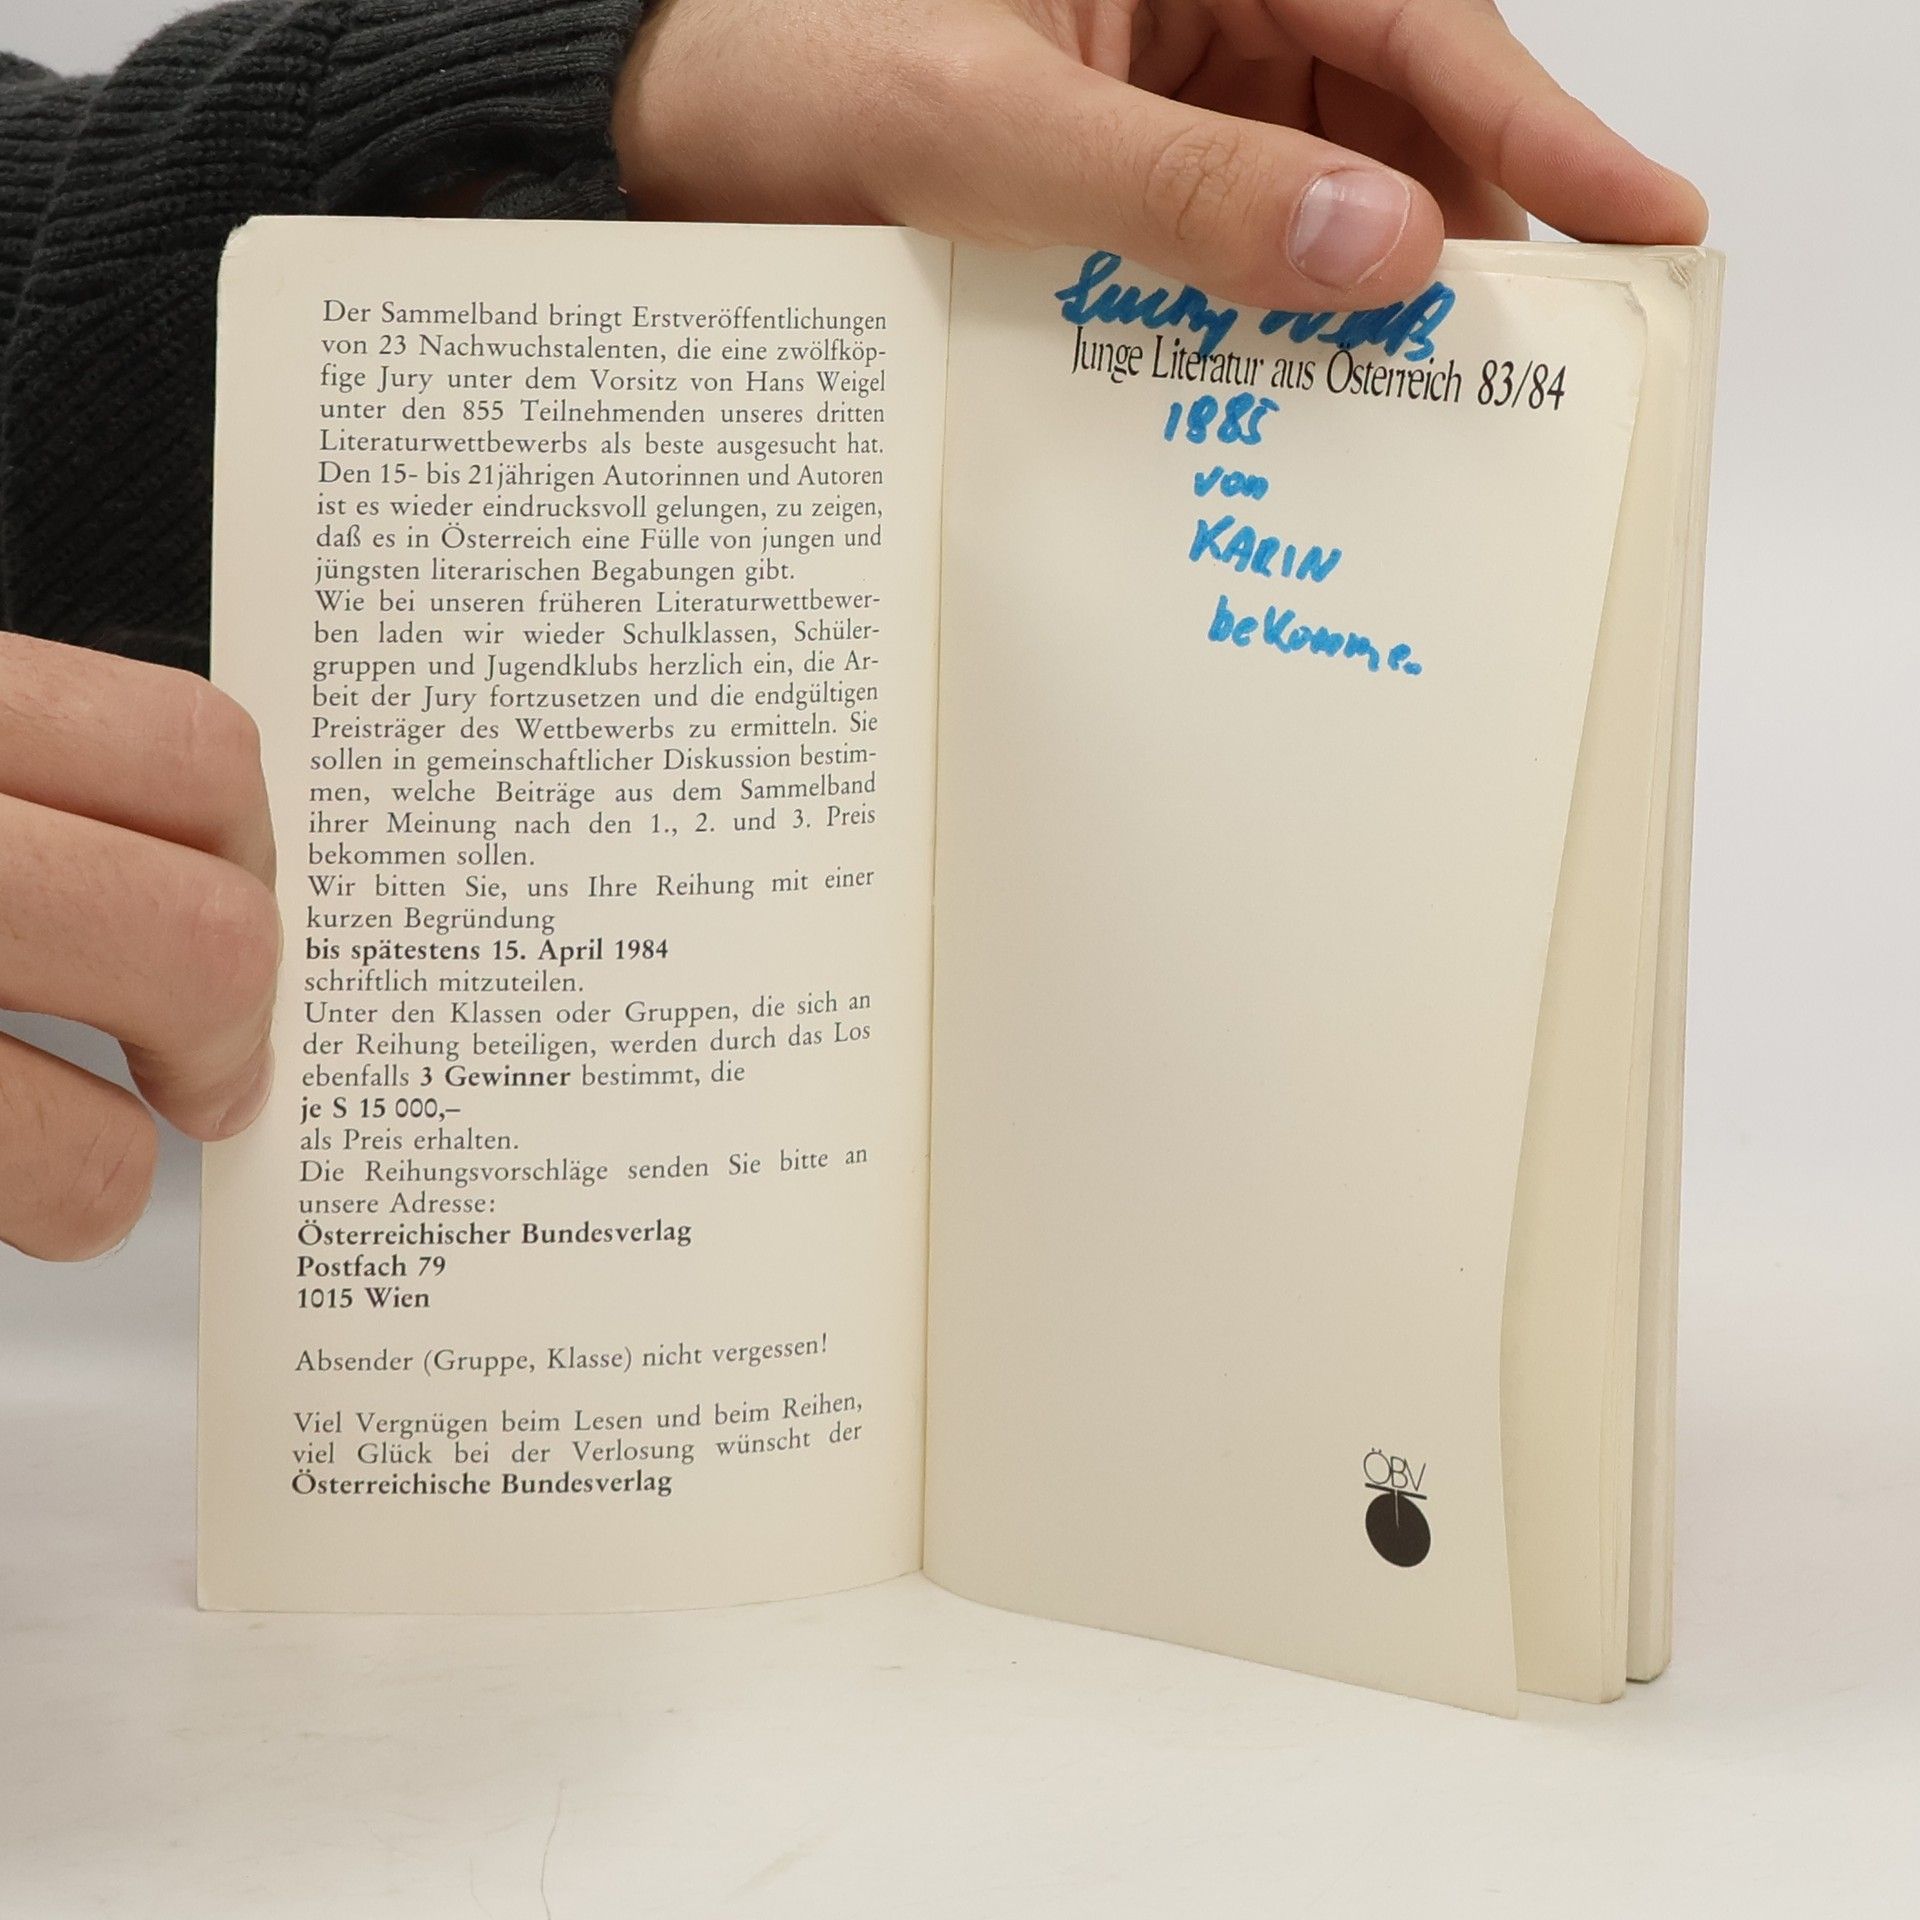 Der Sammelband bringt Erstveröffentlichungen
von 23 Nachwuchstalenten, die eine zwölfköp-
fige Jury unter dem Vorsitz von Hans Weigel
unter den 855 Teilnehmenden unseres dritten
Literaturwettbewerbs als beste ausgesucht hat.
Den 15- bis 21jährigen Autorinnen und Autoren
ist es wieder eindrucksvoll gelungen, zu zeigen,
daß es in Österreich eine Fülle von jungen und
jüngsten literarischen Begabungen gibt.
Wie bei unseren früheren Literaturwettbewer-
ben laden wir wieder Schulklassen, Schüler-
gruppen und Jugendklubs herzlich ein, die Ar-
beit der Jury fortzusetzen und die endgültigen
Preisträger des Wettbewerbs zu ermitteln. Sie
sollen in gemeinschaftlicher Diskussion bestim-
men, welche Beiträge aus dem Sammelband
ihrer Meinung nach den 1., 2. und 3. Preis
bekommen sollen.
Wir bitten Sie, uns Ihre Reihung mit einer
kurzen Begründung
bis spätestens 15. April 1984
schriftlich mitzuteilen.
Unter den Klassen oder Gruppen, die sich an
der Reihung beteiligen, werden durch das Los
ebenfalls 3 Gewinner bestimmt, die
je S 15 000,–
als Preis erhalten.
Die Reihungsvorschläge senden Sie bitte an
unsere Adresse:
Österreichischer Bundesverlag
Postfach 79
1015 Wien
Absender (Gruppe, Klasse) nicht vergessen!
Viel Vergnügen beim Lesen und beim Reihen,
viel Glück bei der Verlosung wünscht der
Österreichische Bundesverlag
Junge Literatur aus Österreich 83/84
1985
von
KARIN
bekomme.
ÖBV